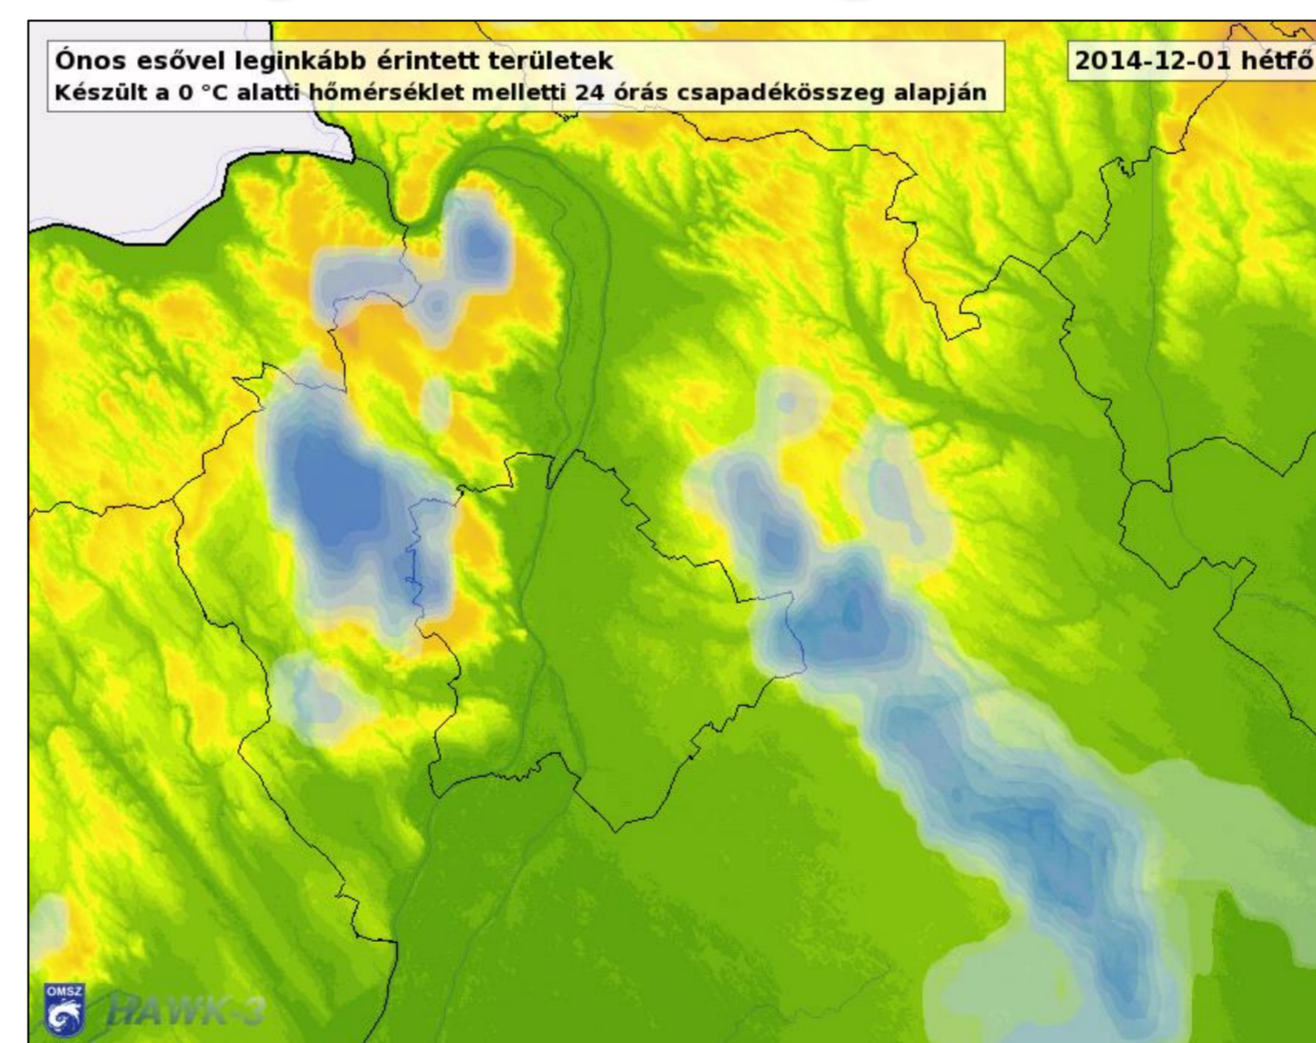 Ónos esővel leginkább érintett területek
Készült a 0 °C alatti hőmérséklet melletti 24 órás csapadékösszeg alapján
2014-12-01 hétfő
OMSZ
HAWK-3